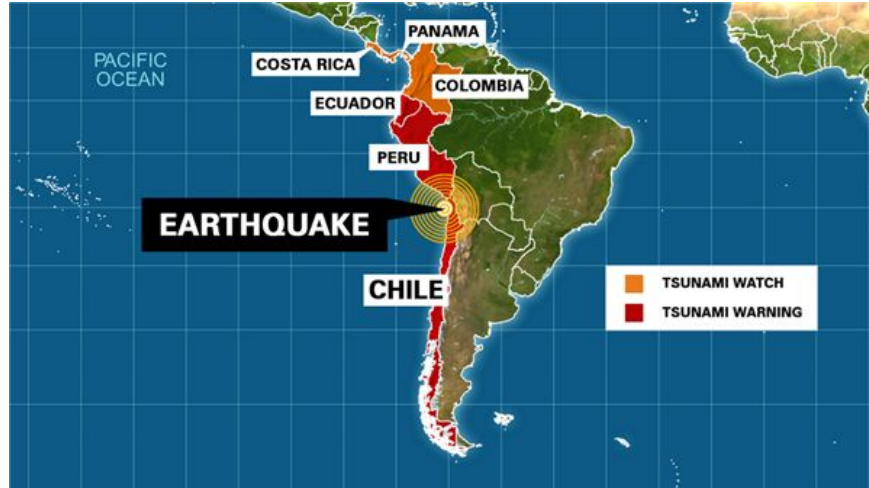 PANAMA
PACIFIC
OCEAN
COSTA RICA
COLOMBIA
ECUADOR
PERU
EARTHQUAKE
CHILE
TSUNAMI WATCH
TSUNAMI WARNING